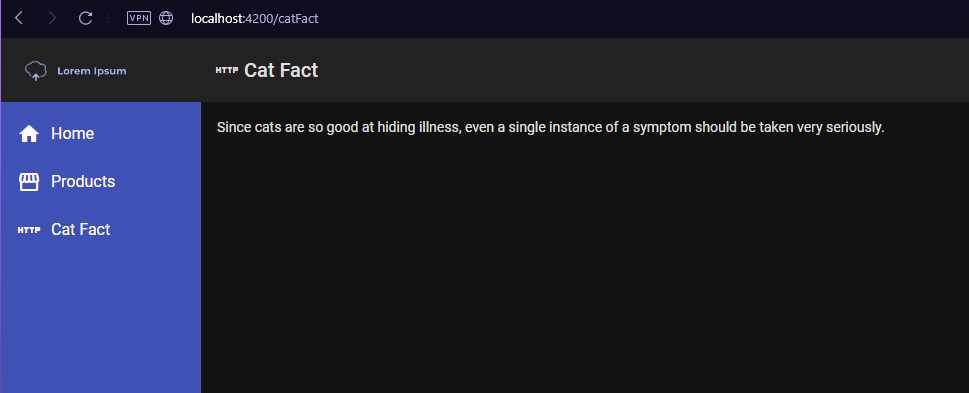 VPN
localhost:4200/catFact
Lorem Ipsum
HTTP Cat Fact
Home
Products
HTTP Cat Fact
Since cats are so good at hiding illness, even a single instance of a symptom should be taken very seriously.